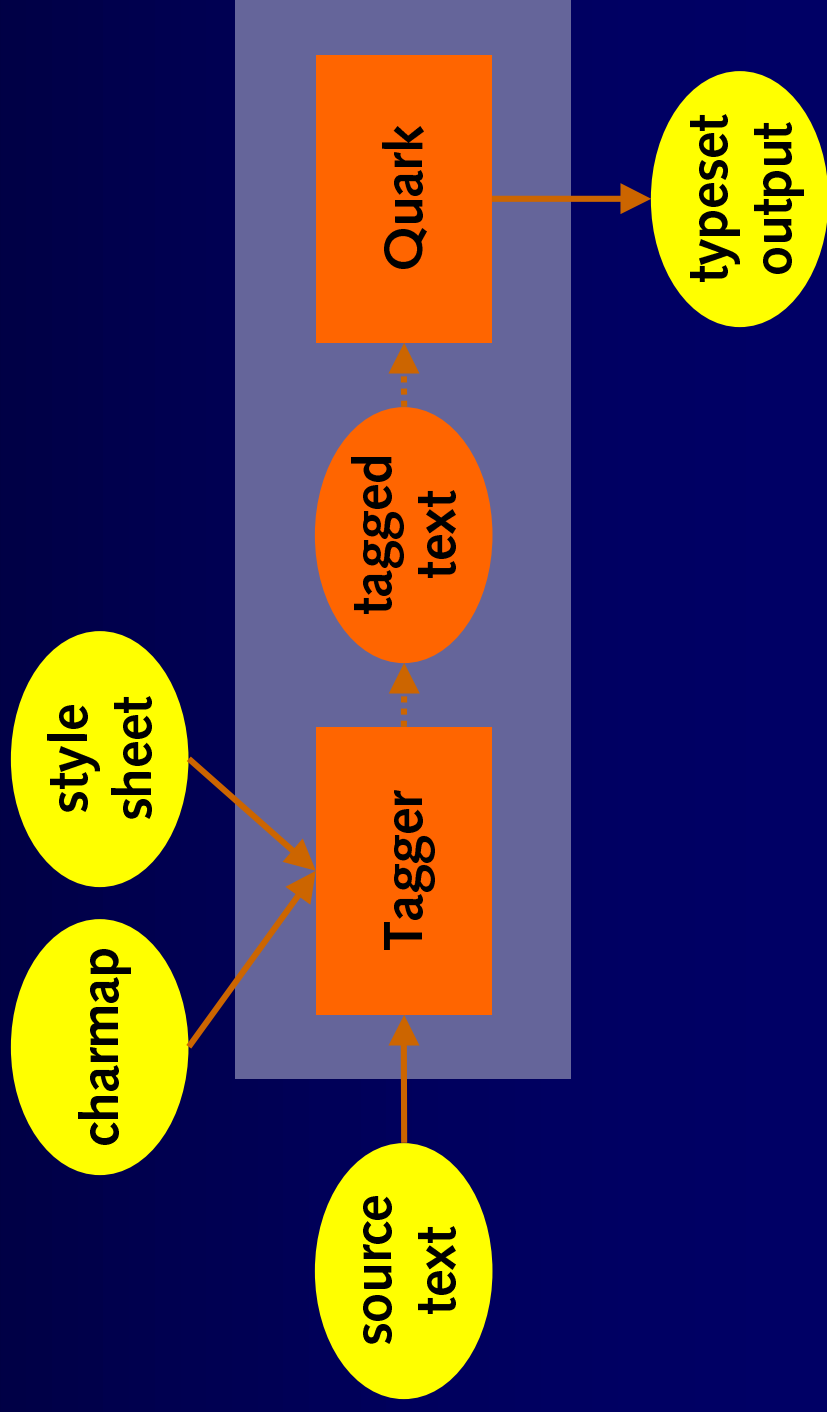 charmap
style
sheet
source
text
Tagger
tagged
text
Quark
typeset
output